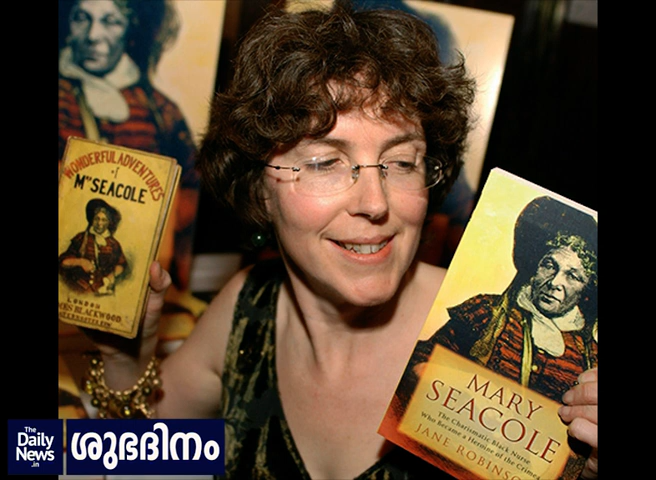 WONDERFUL ADVENTURES
of
Mrs SEACOLE
London
BLACKWOOD
MARY
SEACOLE
The Charismatic Black Nurse
Who Became a Heroine of the Crimea
JANE ROBINSON
The
Daily
News
.in
ശുഭദിനം